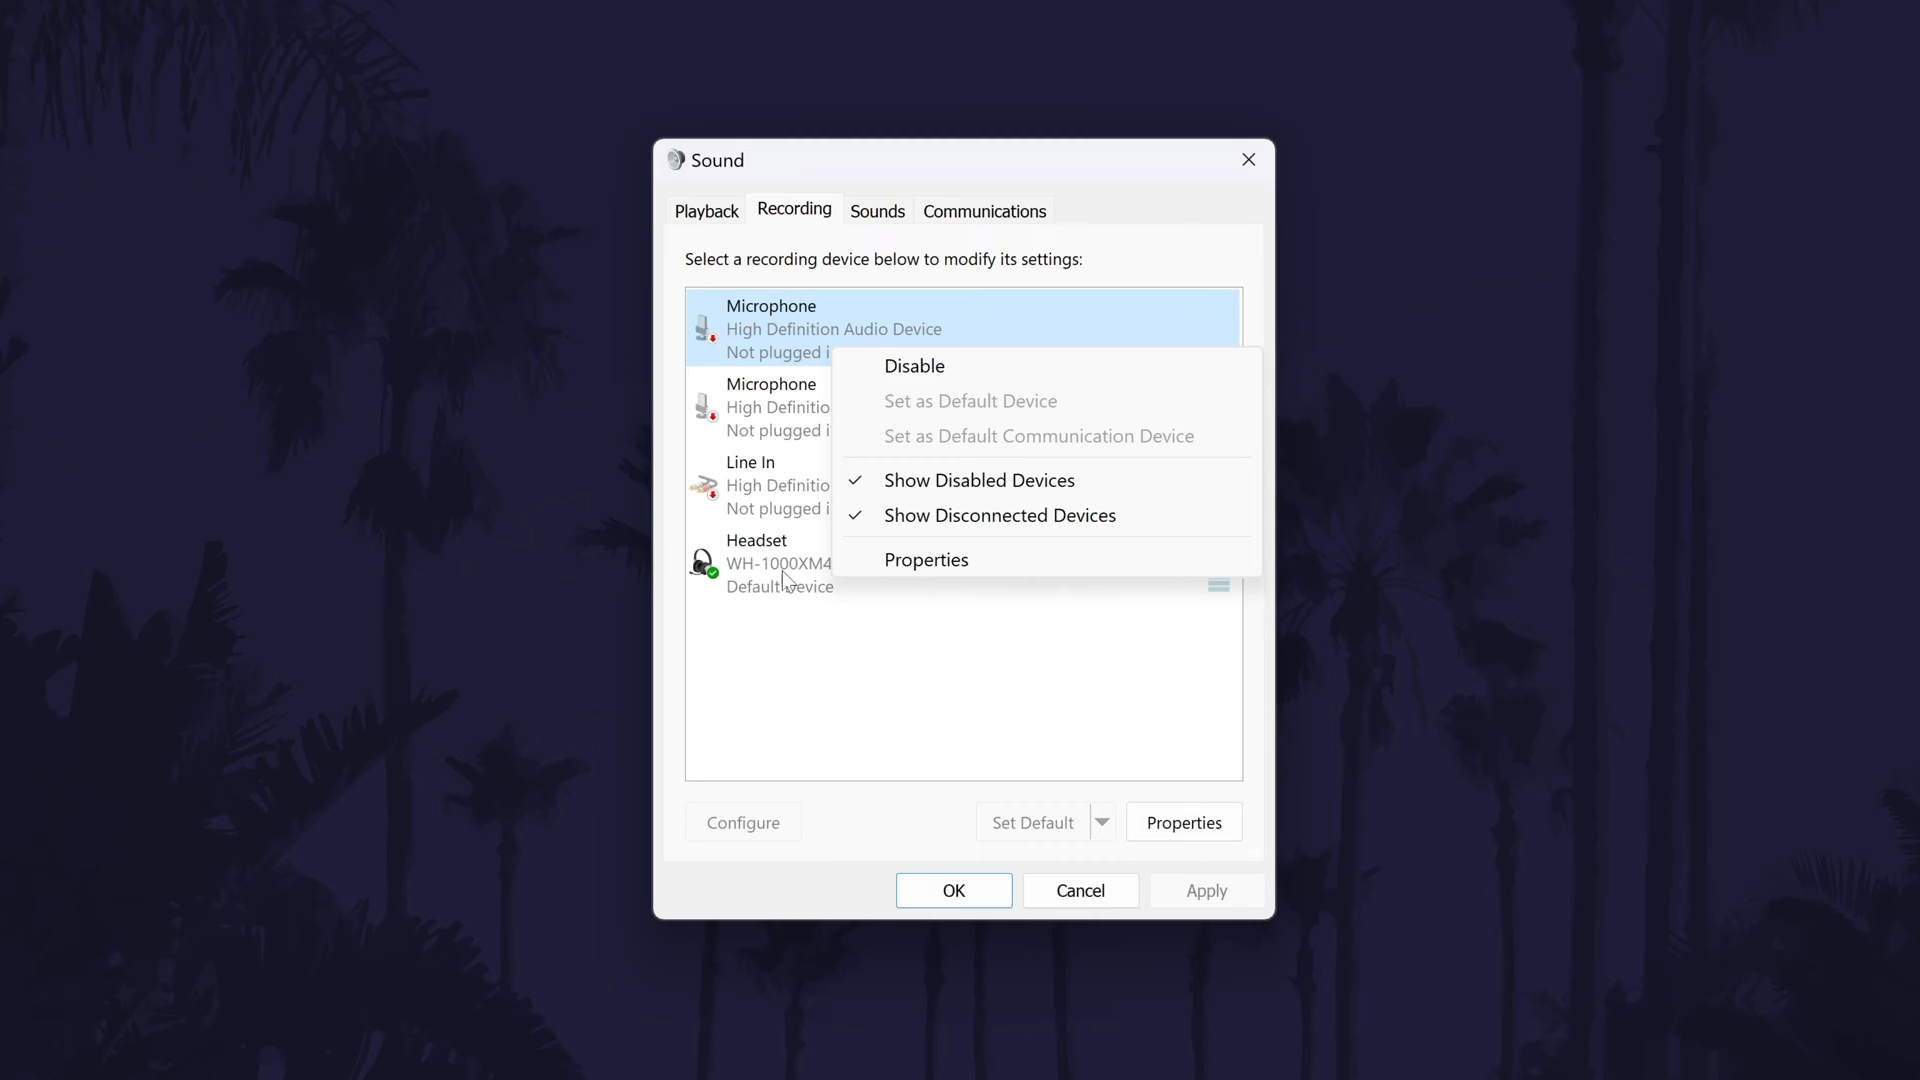 Sound
Playback
Recording
Sounds
Communications
Select a recording device below to modify its settings:
Microphone
High Definition Audio Device
Not plugged i
Disable
Set as Default Device
Set as Default Communication Device
Show Disabled Devices
Show Disconnected Devices
Properties
Microphone
High Definitio
Not plugged i
Line In
High Definitio
Not plugged i
Headset
WH-1000XM4
Default Device
Configure
Set Default
Properties
OK
Cancel
Apply